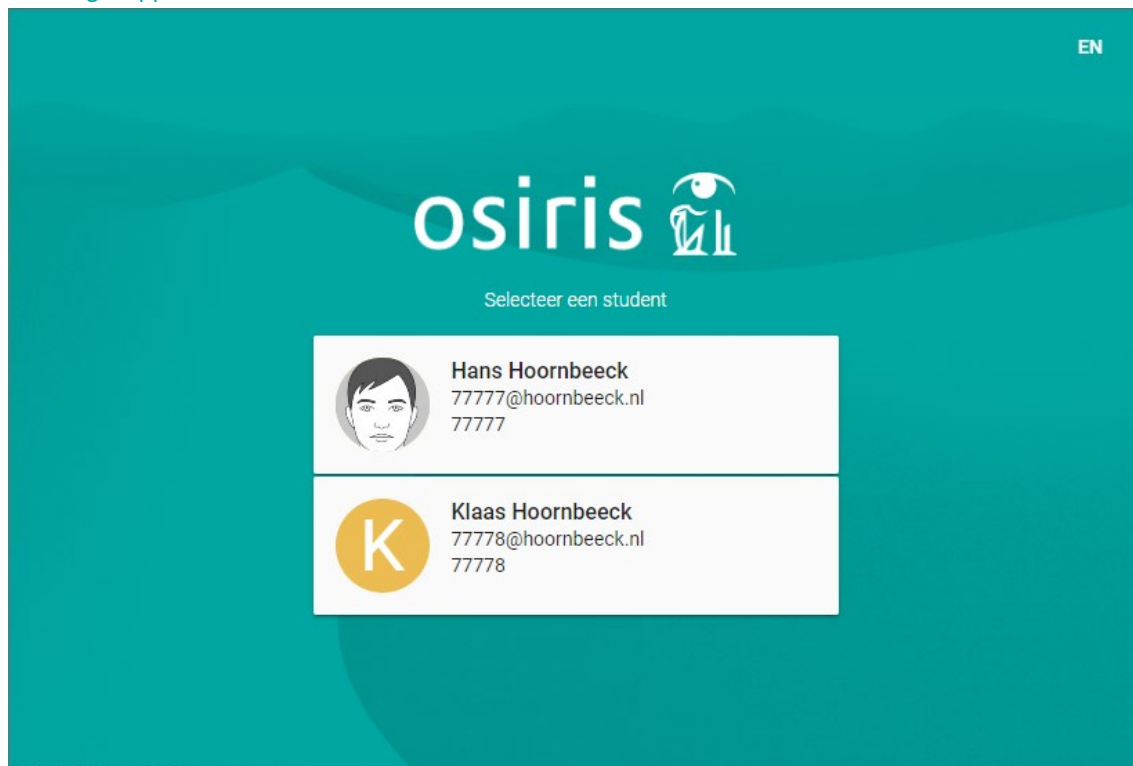 EN
osiris
Selecteer een student
Hans Hoornbeeck
77777@hoornbeeck.nl
77777
K
Klaas Hoornbeeck
77778@hoornbeeck.nl
77778